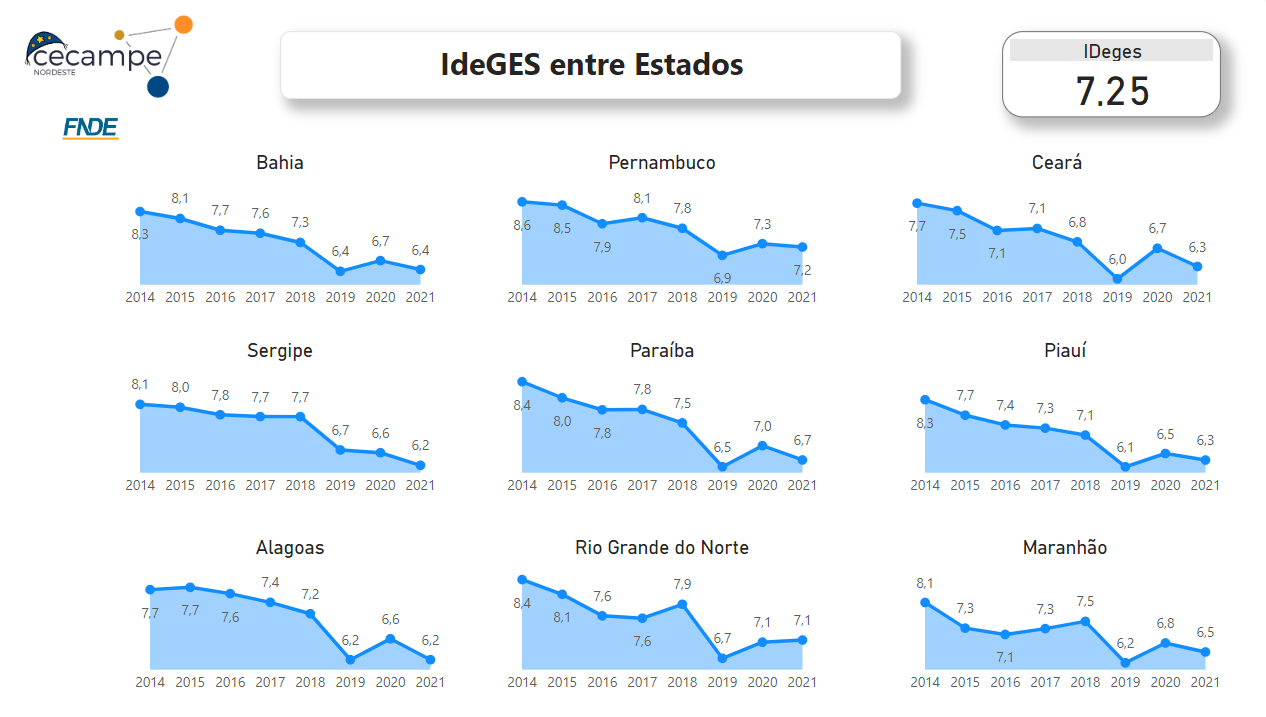 cecampe
NORDESTE
FNDE
IdeGES entre Estados
IDeges
7,25
Bahia
8,3 8,1 7,7 7,6 7,3 6,4 6,7 6,4
2014 2015 2016 2017 2018 2019 2020 2021
Pernambuco
8,6 8,5 7,9 8,1 7,8 6,9 7,3 7,2
2014 2015 2016 2017 2018 2019 2020 2021
Ceará
7,7 7,5 7,1 7,1 6,8 6,0 6,7 6,3
2014 2015 2016 2017 2018 2019 2020 2021
Sergipe
8,1 8,0 7,8 7,7 7,7 6,7 6,6 6,2
2014 2015 2016 2017 2018 2019 2020 2021
Paraíba
8,4 8,0 7,8 7,8 7,5 6,5 7,0 6,7
2014 2015 2016 2017 2018 2019 2020 2021
Piauí
8,3 7,7 7,4 7,3 7,1 6,1 6,5 6,3
2014 2015 2016 2017 2018 2019 2020 2021
Alagoas
7,7 7,7 7,6 7,4 7,2 6,2 6,6 6,2
2014 2015 2016 2017 2018 2019 2020 2021
Rio Grande do Norte
8,4 8,1 7,6 7,6 7,9 6,7 7,1 7,1
2014 2015 2016 2017 2018 2019 2020 2021
Maranhão
8,1 7,3 7,1 7,3 7,5 6,2 6,8 6,5
2014 2015 2016 2017 2018 2019 2020 2021